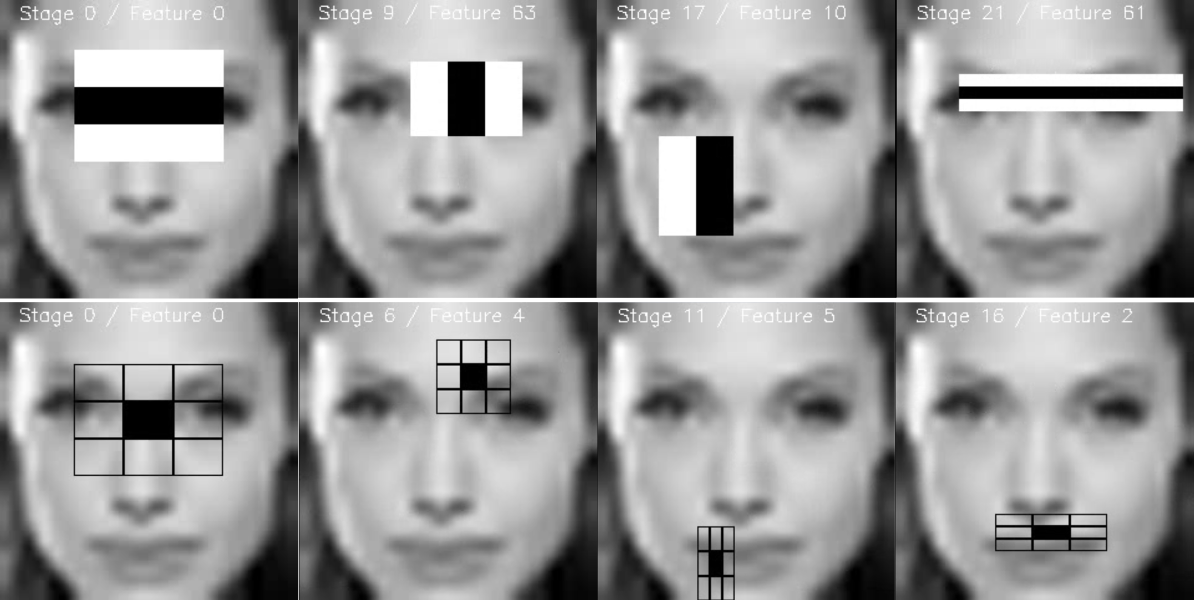 Stage 0 / Feature 0
Stage 9 / Feature 63
Stage 17 / Feature 10
Stage 21 / Feature 61
Stage 0 / Feature 0
Stage 6 / Feature 4
Stage 11 / Feature 5
Stage 16 / Feature 2